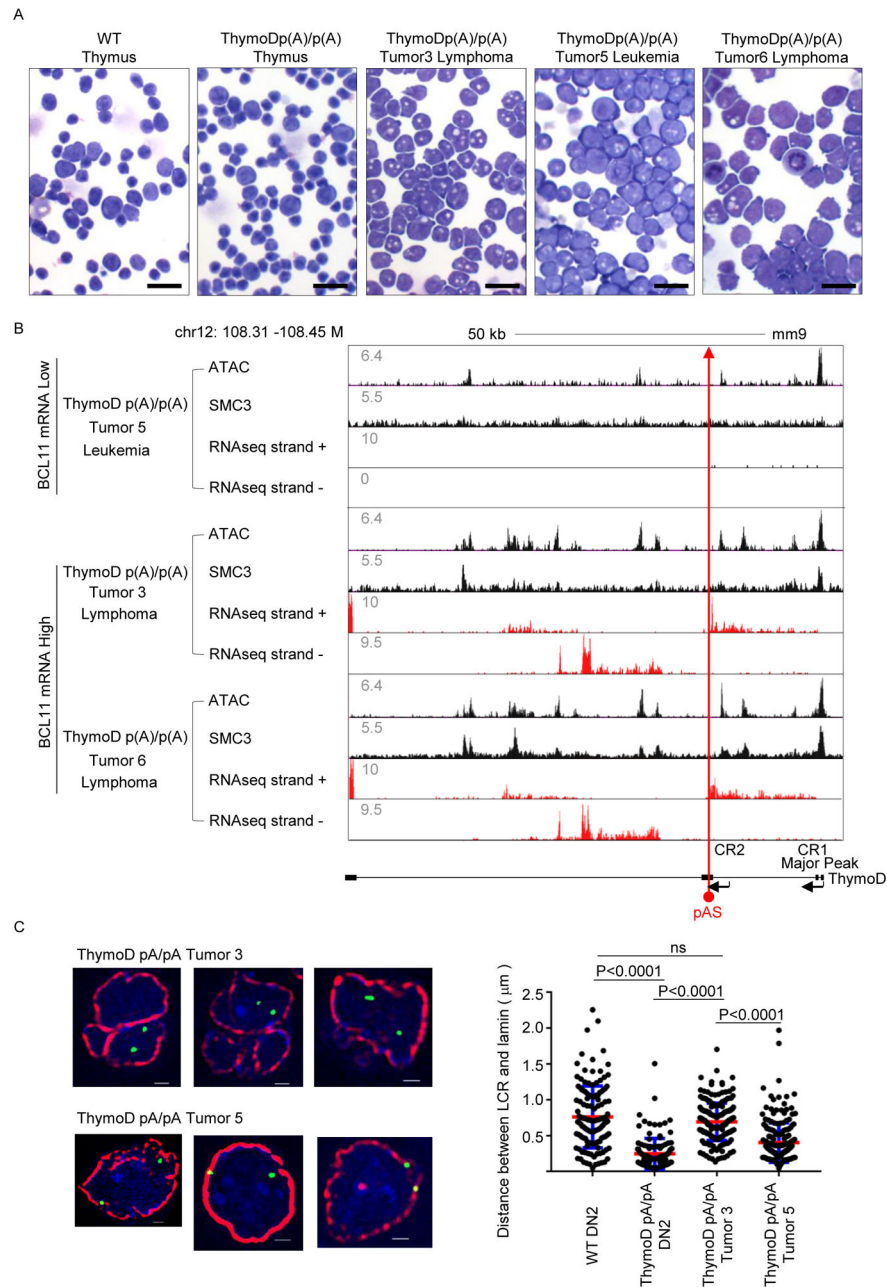 A
WT
Thymus
ThymoDp(A)/p(A)
Thymus
ThymoDp(A)/p(A)
Tumor3 Lymphoma
ThymoDp(A)/p(A)
Tumor5 Leukemia
ThymoDp(A)/p(A)
Tumor6 Lymphoma
B
chr12: 108.31 -108.45 M
50 kb
mm9
BCL11 mRNA Low
ThymoD p(A)/p(A)
Tumor 5
Leukemia
ATAC
6.4
SMC3
5.5
RNAseq strand +
10
RNAseq strand -
0
BCL11 mRNA High
ThymoD p(A)/p(A)
Tumor 3
Lymphoma
ATAC
6.4
SMC3
5.5
RNAseq strand +
10
RNAseq strand -
9.5
ThymoD p(A)/p(A)
Tumor 6
Lymphoma
ATAC
6.4
SMC3
5.5
RNAseq strand +
10
RNAseq strand -
9.5
CR2
CR1
Major Peak
ThymoD
pAS
C
ThymoD pA/pA Tumor 3
ThymoD pA/pA Tumor 5
Distance between LCR and lamin ( μm )
ns
P<0.0001
P<0.0001
P<0.0001
2.5
2.0
1.5
1.0
0.5
WT DN2
ThymoD pA/pA
DN2
ThymoD pA/pA
Tumor 3
ThymoD pA/pA
Tumor 5